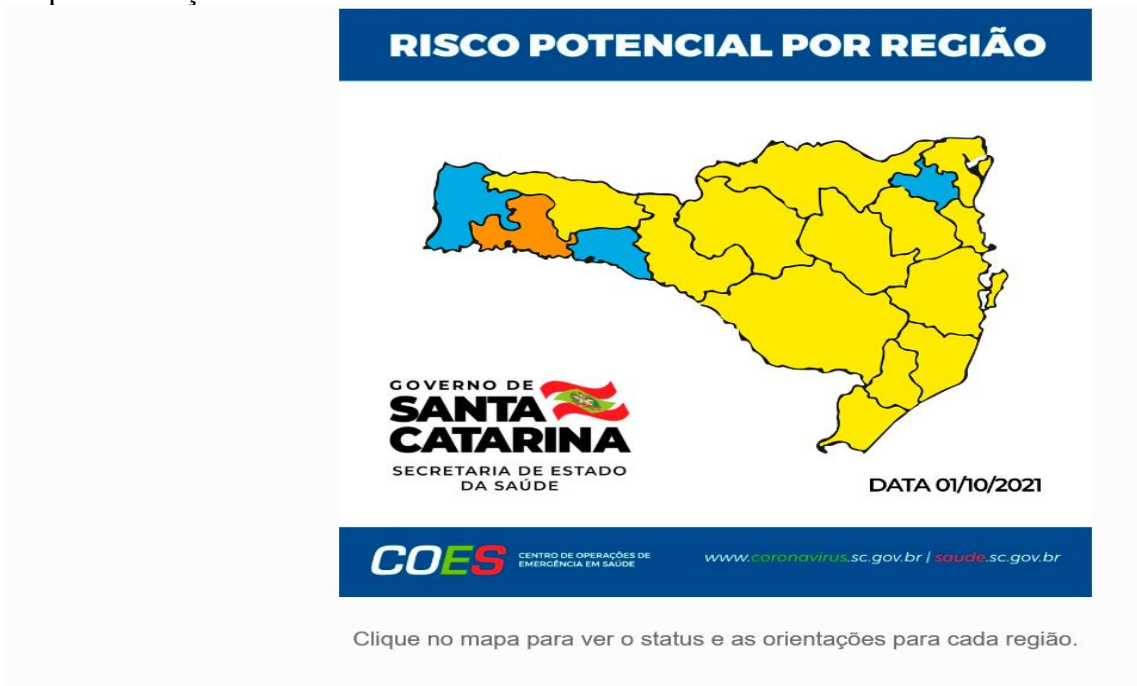 RISCO POTENCIAL POR REGIÃO
GOVERNO DE
SANTA
CATARINA
SECRETARIA DE ESTADO
DA SAÚDE
DATA 01/10/2021
COES
CENTRO DE OPERAÇÕES DE
EMERGÊNCIA EM SAÚDE
www.coronavirus.sc.gov.br | saude.sc.gov.br
Clique no mapa para ver o status e as orientações para cada região.